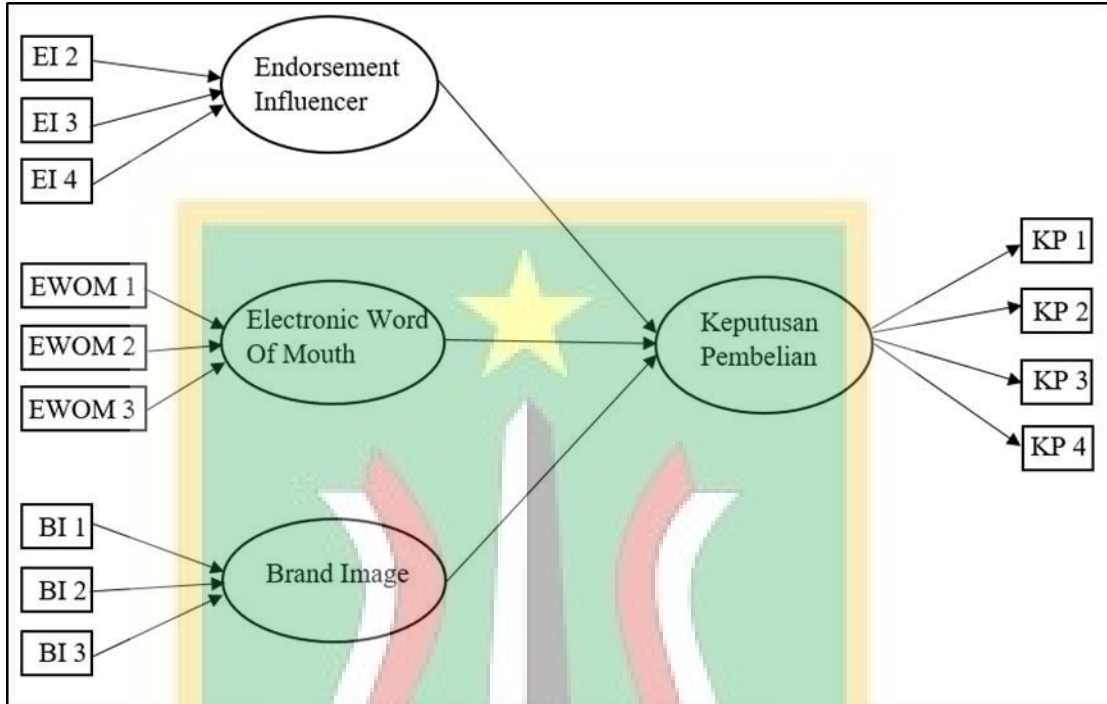 EI 2
EI 3
EI 4
Endorsement
Influencer
EWOM 1
EWOM 2
EWOM 3
Electronic Word
Of Mouth
BI 1
BI 2
BI 3
Brand Image
Keputusan
Pembelian
KP 1
KP 2
KP 3
KP 4